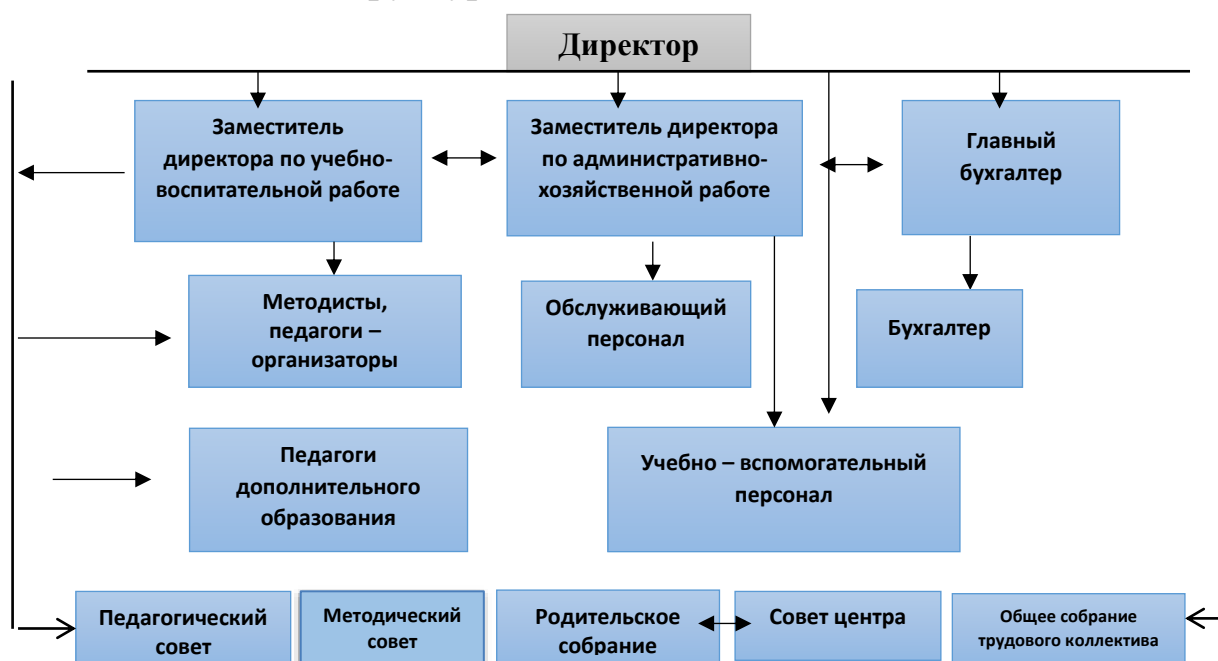 Директор
Заместитель
директора по учебно-
воспитательной работе
Заместитель директора
по административно-
хозяйственной работе
Главный
бухгалтер
Методисты,
педагоги –
организаторы
Обслуживающий
персонал
Бухгалтер
Педагоги
дополнительного
образования
Учебно – вспомогательный
персонал
Педагогический
совет
Методический
совет
Родительское
собрание
Совет центра
Общее собрание
трудового коллектива